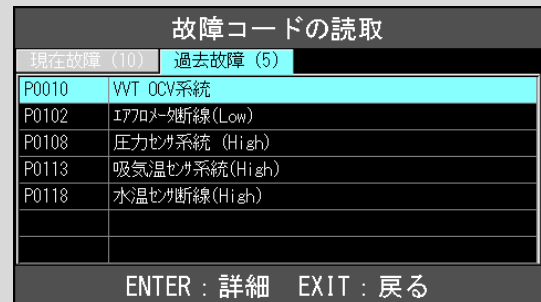 故障コードの読取
現在故障 (10) 過去故障 (5)
P0010 VVT OCV系統
P0102 ｴｱﾌﾛﾒｰﾀ断線(Low)
P0108 圧力ｾﾝｻ系統 (High)
P0113 吸気温ｾﾝｻ系統(High)
P0118 水温ｾﾝｻ断線(High)
ENTER：詳細 EXIT：戻る